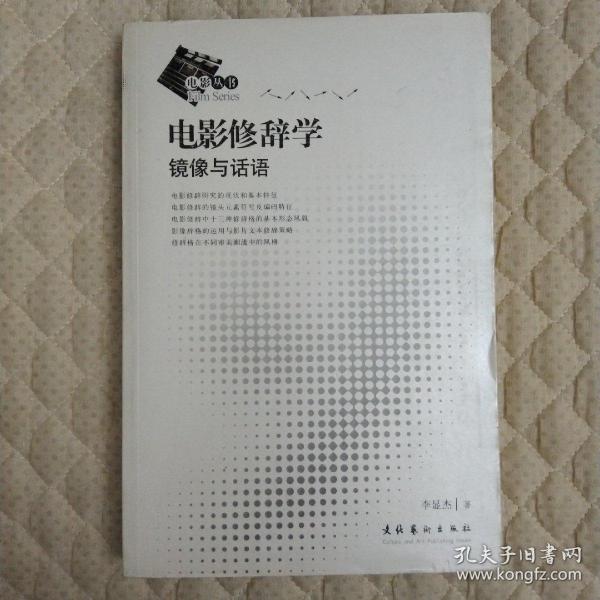 电影丛书
Film Series
电影修辞学
镜像与话语
电影修辞研究的现状和基本特征
电影修辞的镜头元素符号及编码特征
电影修辞中十三种修辞格的基本形态风貌
影像辞格的运用与影片文本修辞策略
修辞格在不同审美潮流中的风格
李显杰 著
文化艺术出版社
Culture and Art Publishing House
孔夫子旧书网
www.kongfz.com